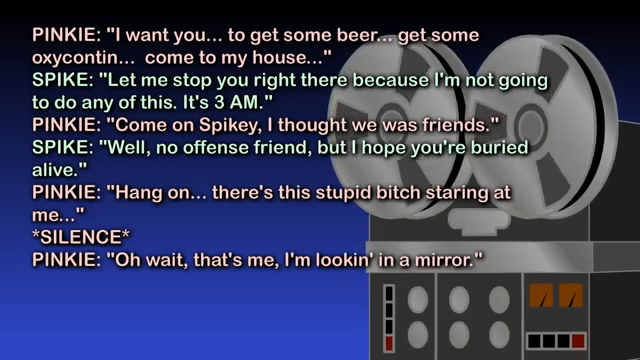 PINKIE: "I want you... to get some beer... get some
oxycontin...  come to my house..."
SPIKE: "Let me stop you right there because I'm not going
to do any of this. It's 3 AM."
PINKIE: "Come on Spikey, I thought we was friends."
SPIKE: "Well, no offense friend, but I hope you're buried
alive."
PINKIE: "Hang on... there's this stupid bitch staring at
me..."
*SILENCE*
PINKIE: "Oh wait, that's me, I'm lookin' in a mirror."